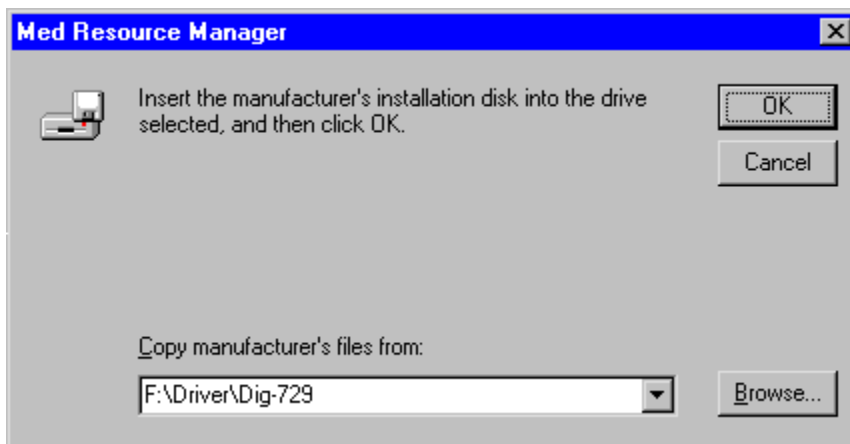 Med Resource Manager
Insert the manufacturer's installation disk into the drive
selected, and then click OK.
OK
Cancel
Copy manufacturer's files from:
F:\Driver\Dig-729
Browse...